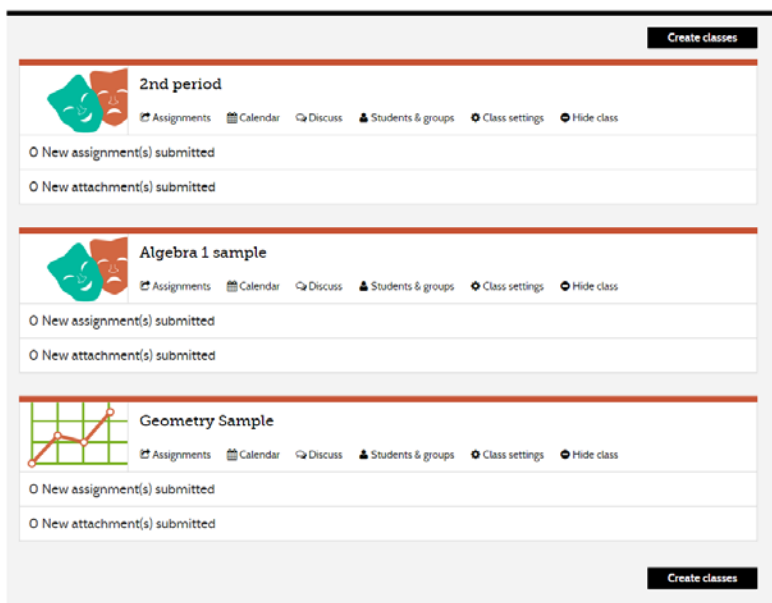 Create classes
2nd period
Assignments Calendar Discuss Students & groups Class settings Hide class
0 New assignment(s) submitted
0 New attachment(s) submitted
Algebra 1 sample
Assignments Calendar Discuss Students & groups Class settings Hide class
0 New assignment(s) submitted
0 New attachment(s) submitted
Geometry Sample
Assignments Calendar Discuss Students & groups Class settings Hide class
0 New assignment(s) submitted
0 New attachment(s) submitted
Create classes